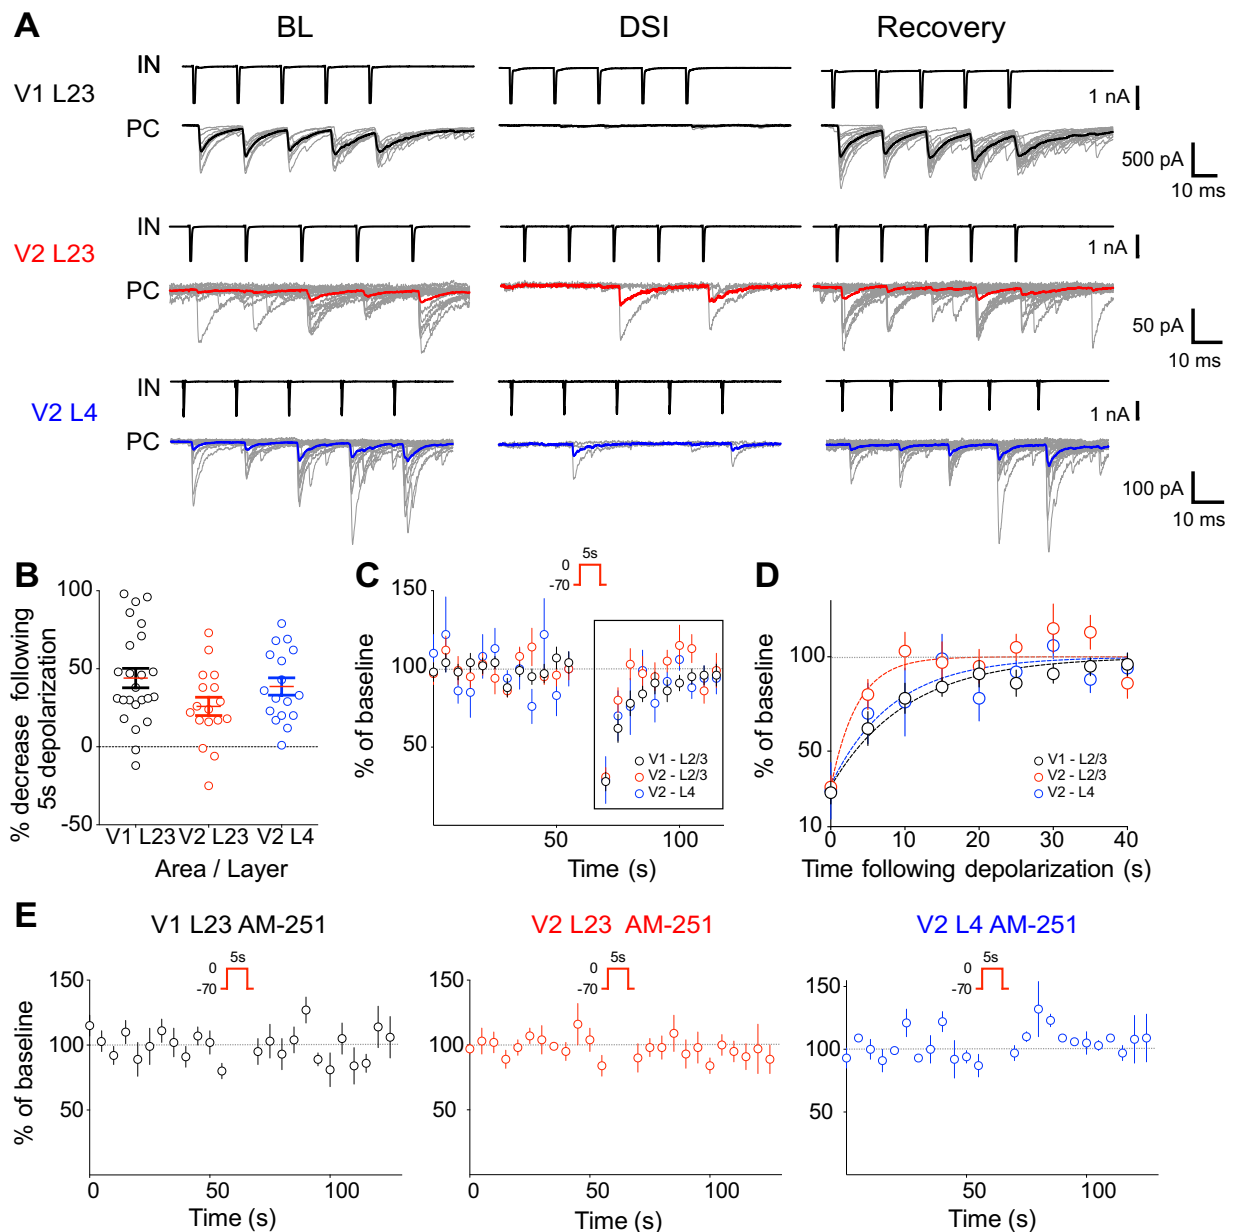 A
BL
DSI
Recovery
V1 L23
IN
PC
1 nA
500 pA
10 ms
V2 L23
IN
PC
1 nA
50 pA
10 ms
V2 L4
IN
PC
1 nA
100 pA
10 ms
B
% decrease following
5s depolarization
100
50
0
-50
V1 L23
V2 L23
V2 L4
Area / Layer
C
5s
0
-70
% of baseline
150
100
50
50
100
Time (s)
V1 - L2/3
V2 - L2/3
V2 - L4
D
% of baseline
100
50
10
0
10
20
30
40
Time following depolarization (s)
V1 - L2/3
V2 - L2/3
V2 - L4
E
V1 L23 AM-251
5s
0
-70
% of baseline
150
100
50
0
50
100
Time (s)
V2 L23 AM-251
5s
0
-70
150
100
50
0
50
100
Time (s)
V2 L4 AM-251
5s
0
-70
150
100
50
50
100
Time (s)